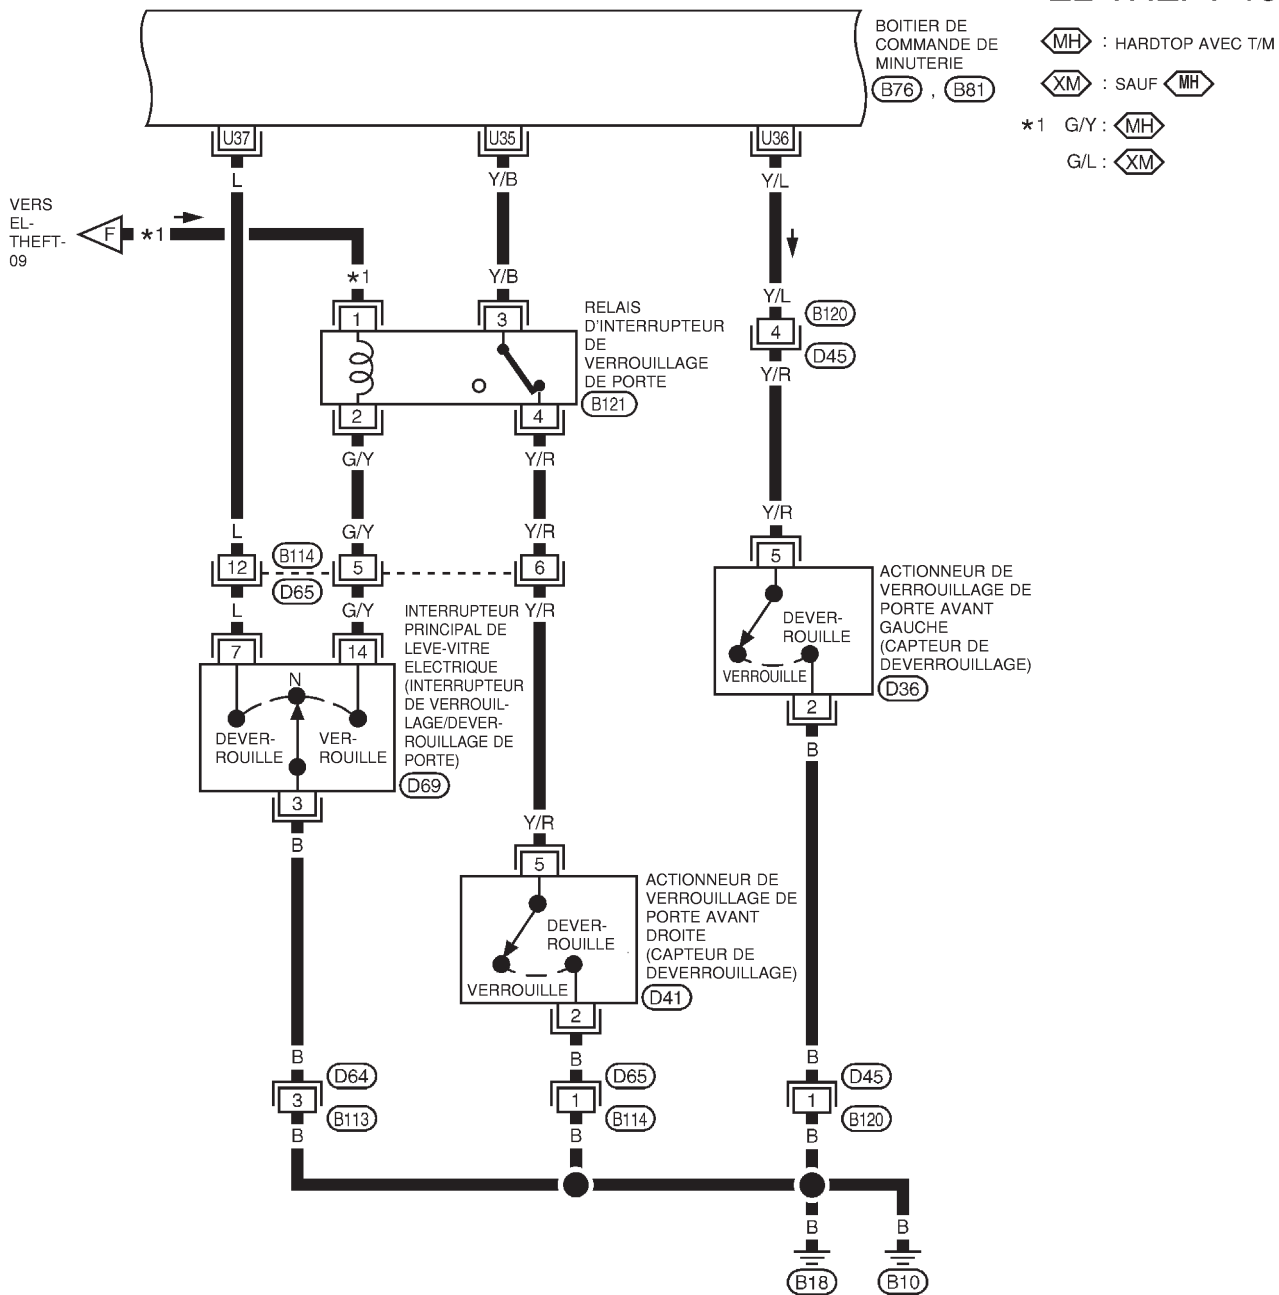 BOITIER DE
COMMANDE DE
MINUTERIE
B76 , B81
MH : HARDTOP AVEC T/M
XM : SAUF MH
*1 G/Y : MH
G/L : XM
U37
U35
U36
L
Y/B
Y/L
VERS
EL-
THEFT-
09
F
*1
*1
Y/B
Y/L
1
3
RELAIS
D'INTERRUPTEUR
DE
VERROUILLAGE
DE PORTE
B121
B120
4
D45
Y/R
2
4
G/Y
Y/R
G/Y
Y/R
L
Y/R
12
B114
D65
5
6
5
L
G/Y
Y/R
INTERRUPTEUR
PRINCIPAL DE
LEVE-VITRE
ELECTRIQUE
(INTERRUPTEUR
DE VERROUIL-
LAGE/DEVER-
ROUILLAGE DE
PORTE)
D69
7
14
N
DEVER-
ROUILLE
VER-
ROUILLE
3
B
ACTIONNEUR DE
VERROUILLAGE DE
PORTE AVANT
GAUCHE
(CAPTEUR DE
DEVERROUILLAGE)
D36
DEVER-
ROUILLE
VERROUILLE
2
B
Y/R
5
ACTIONNEUR DE
VERROUILLAGE DE
PORTE AVANT
DROITE
(CAPTEUR DE
DEVERROUILLAGE)
D41
DEVER-
ROUILLE
VERROUILLE
2
B
B
B
D64
3
B113
D65
1
B114
D45
1
B120
B
B
B
B
B
B18
B10